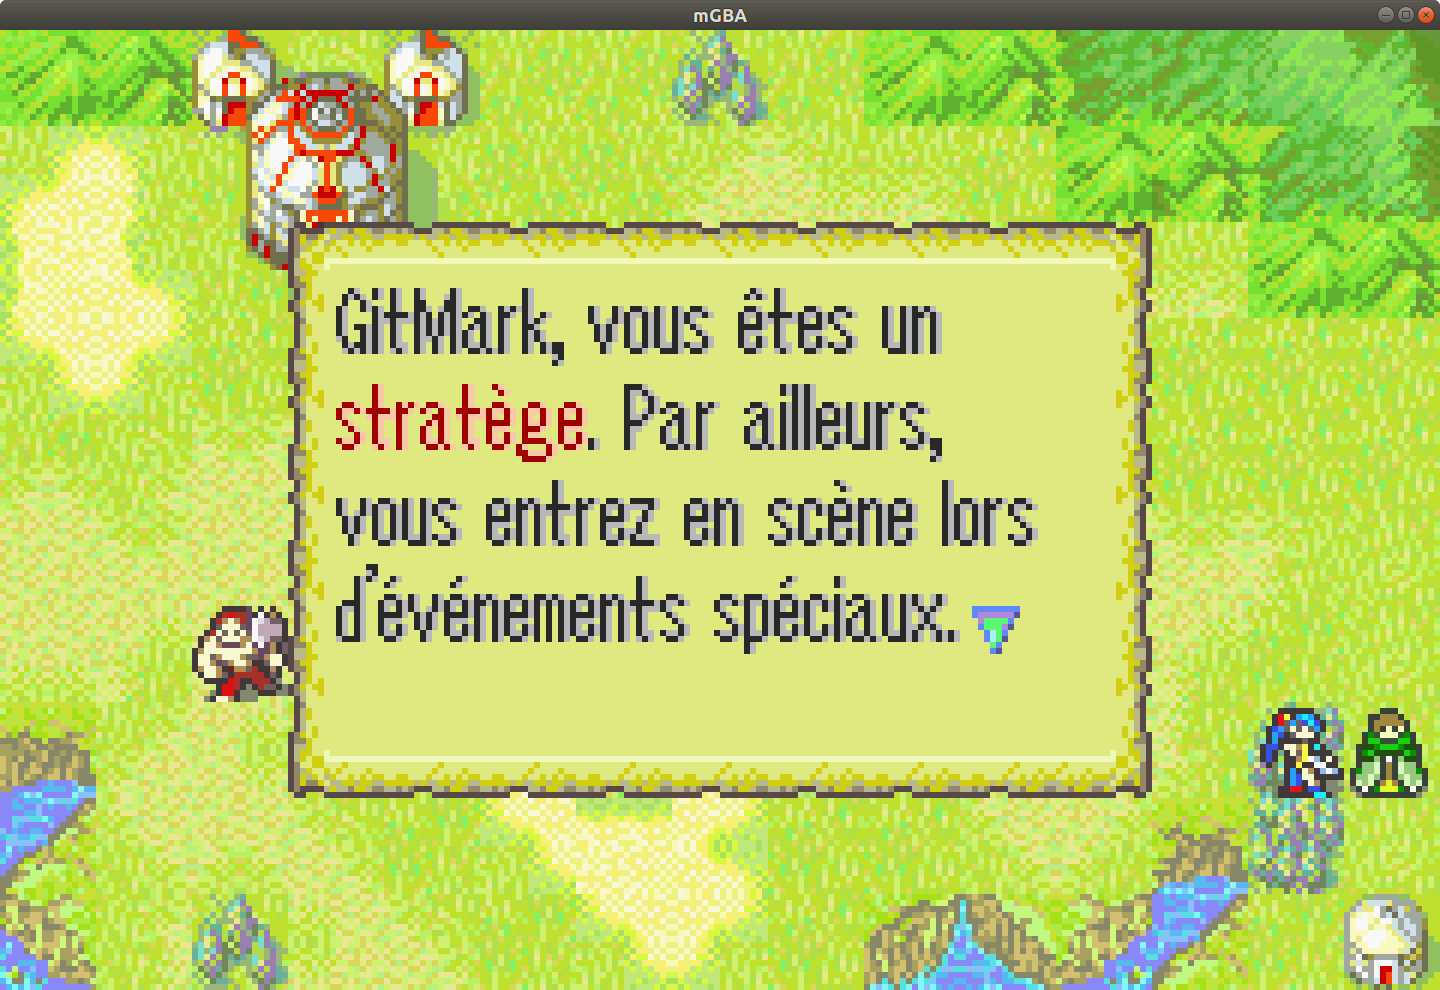 mGBA
GitMark, vous êtes un
stratège. Par ailleurs,
vous entrez en scène lors
d'événements spéciaux.